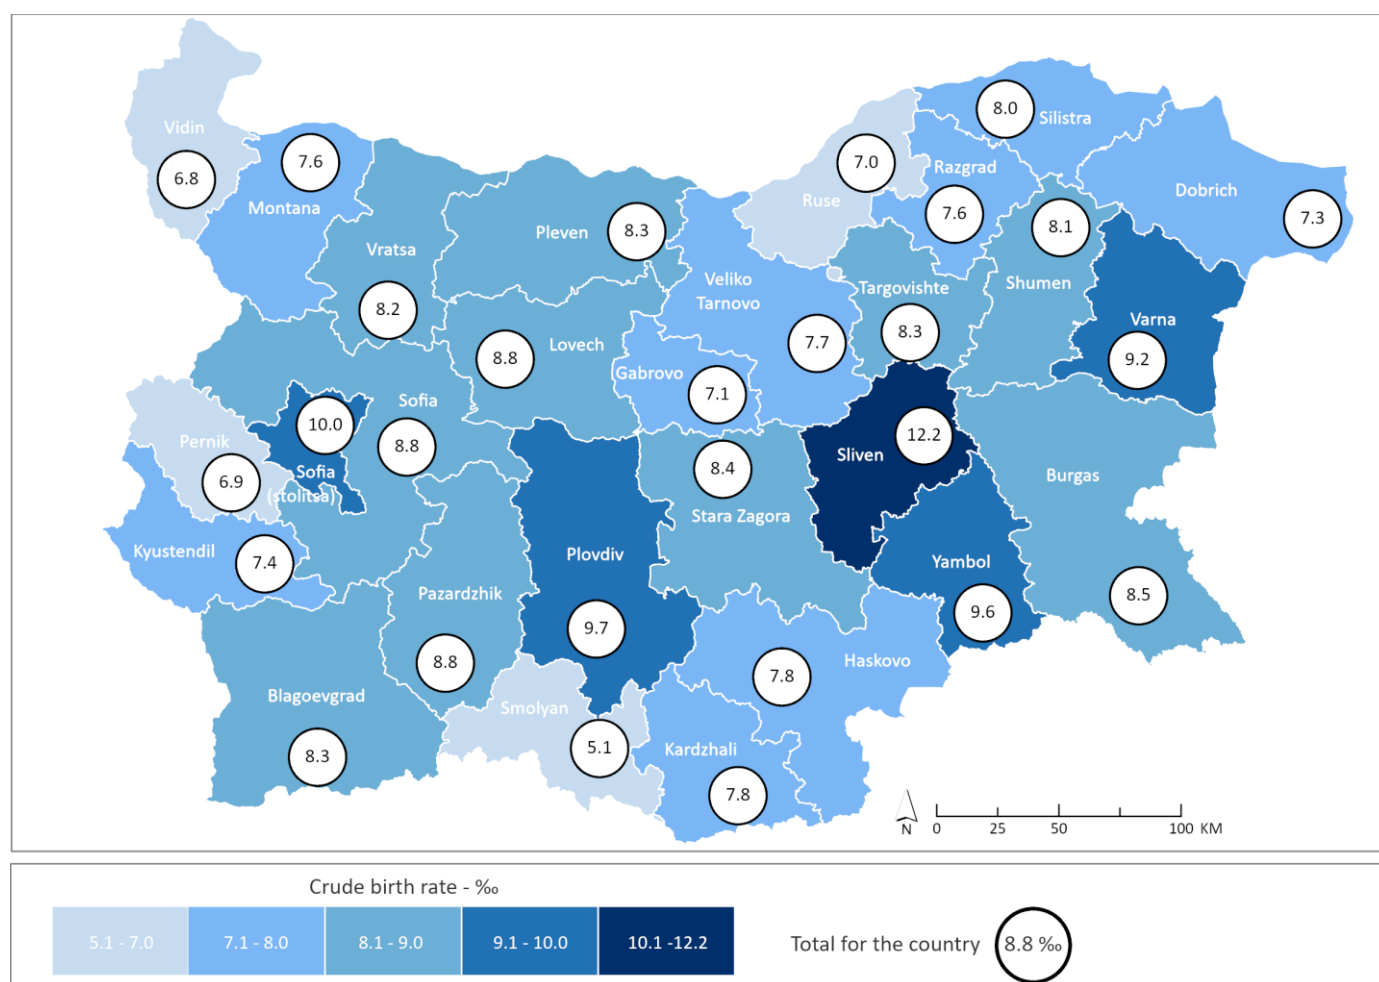 Vidin
6.8
7.6
Montana
Vratsa
8.2
Pleven
8.3
Lovech
8.8
Veliko
Tarnovo
7.7
Gabrovo
7.1
Ruse
7.0
Razgrad
7.6
8.0
Silistra
Dobrich
7.3
8.1
Shumen
Targovishte
8.3
Varna
9.2
Pernik
6.9
10.0
Sofia
(stolitsa)
Sofia
8.8
Kyustendil
7.4
Blagoevgrad
8.3
Pazardzhik
8.8
Plovdiv
9.7
Smolyan
5.1
8.4
Stara Zagora
Sliven
12.2
Yambol
9.6
Burgas
8.5
Haskovo
7.8
Kardzhali
7.8
N
0 25 50 100 KM
Crude birth rate - ‰
5.1 - 7.0
7.1 - 8.0
8.1 - 9.0
9.1 - 10.0
10.1 -12.2
Total for the country 8.8 ‰